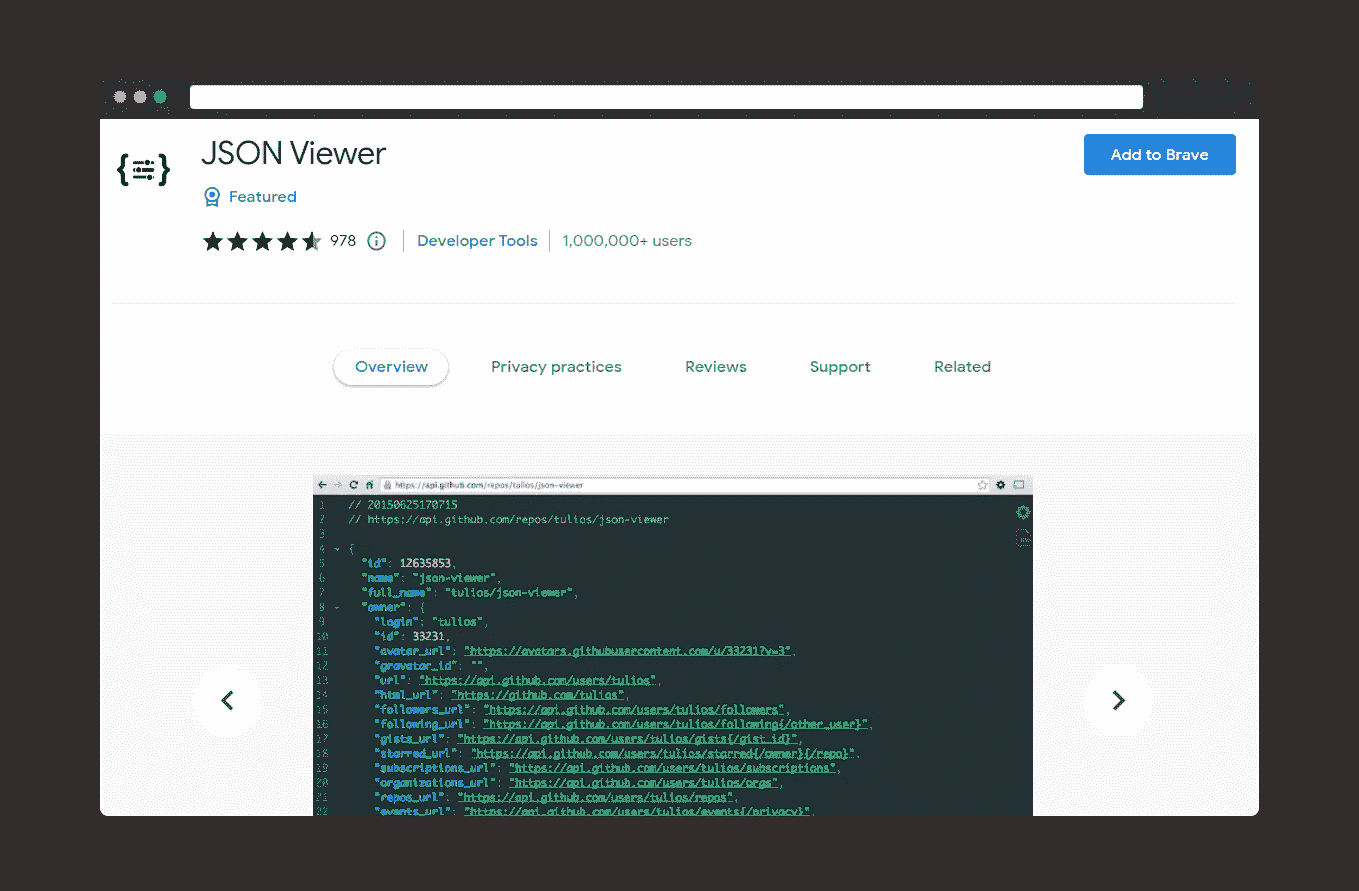 JSON Viewer
Add to Brave
Featured
978
Developer Tools
1,000,000+ users
Overview
Privacy practices
Reviews
Support
Related
https://api.github.com/repos/tulios/json-viewer
1 // 20150625170715
2 // https://api.github.com/repos/tulios/json-viewer
3
4 {
5 "id": 12635853,
6 "name": "json-viewer",
7 "full_name": "tulios/json-viewer",
8 "owner": {
9 "login": "tulios",
10 "id": 33231,
11 "avatar_url": "https://avatars.githubusercontent.com/u/33231?v=3",
12 "gravatar_id": "",
13 "url": "https://api.github.com/users/tulios",
14 "html_url": "https://github.com/tulios",
15 "followers_url": "https://api.github.com/users/tulios/followers",
16 "following_url": "https://api.github.com/users/tulios/following{/other_user}",
17 "gists_url": "https://api.github.com/users/tulios/gists{/gist_id}",
18 "starred_url": "https://api.github.com/users/tulios/starred{/owner}{/repo}",
19 "subscriptions_url": "https://api.github.com/users/tulios/subscriptions",
20 "organizations_url": "https://api.github.com/users/tulios/orgs",
21 "repos_url": "https://api.github.com/users/tulios/repos",
22 "events_url": "https://api.github.com/users/tulios/events{/privacy}",